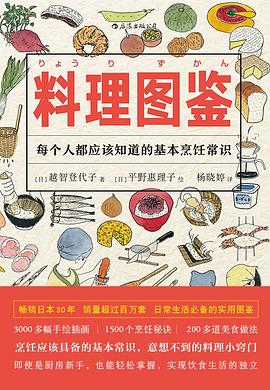 后浪出版公司
りょう り ず かん
料理图鉴
每个人都应该知道的基本烹饪常识
[日] 越智登代子 著 [日] 平野惠理子 绘 杨晓婷 译
畅销日本30年 销量超过百万套 日常生活必备的实用图鉴
3000多幅手绘插画 | 1500个烹饪秘诀 | 200多道美食做法
烹饪应该具备的基本常识，意想不到的料理小窍门
即使是厨房新手，也能轻松掌握，实现饮食生活的独立